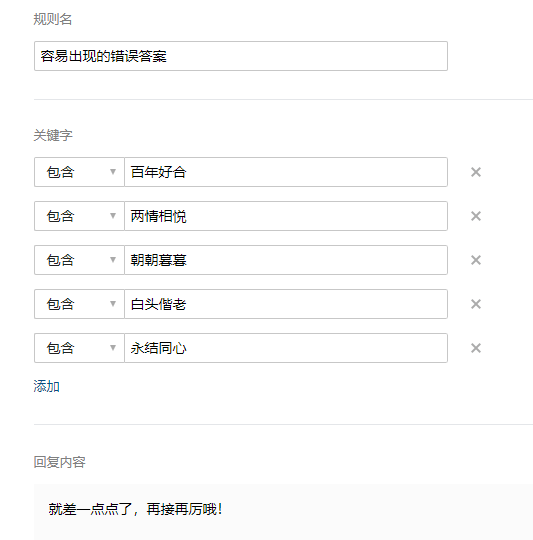 规则名
容易出现的错误答案
关键字
包含 百年好合
包含 两情相悦
包含 朝朝暮暮
包含 白头偕老
包含 永结同心
添加
回复内容
就差一点点了，再接再厉哦！